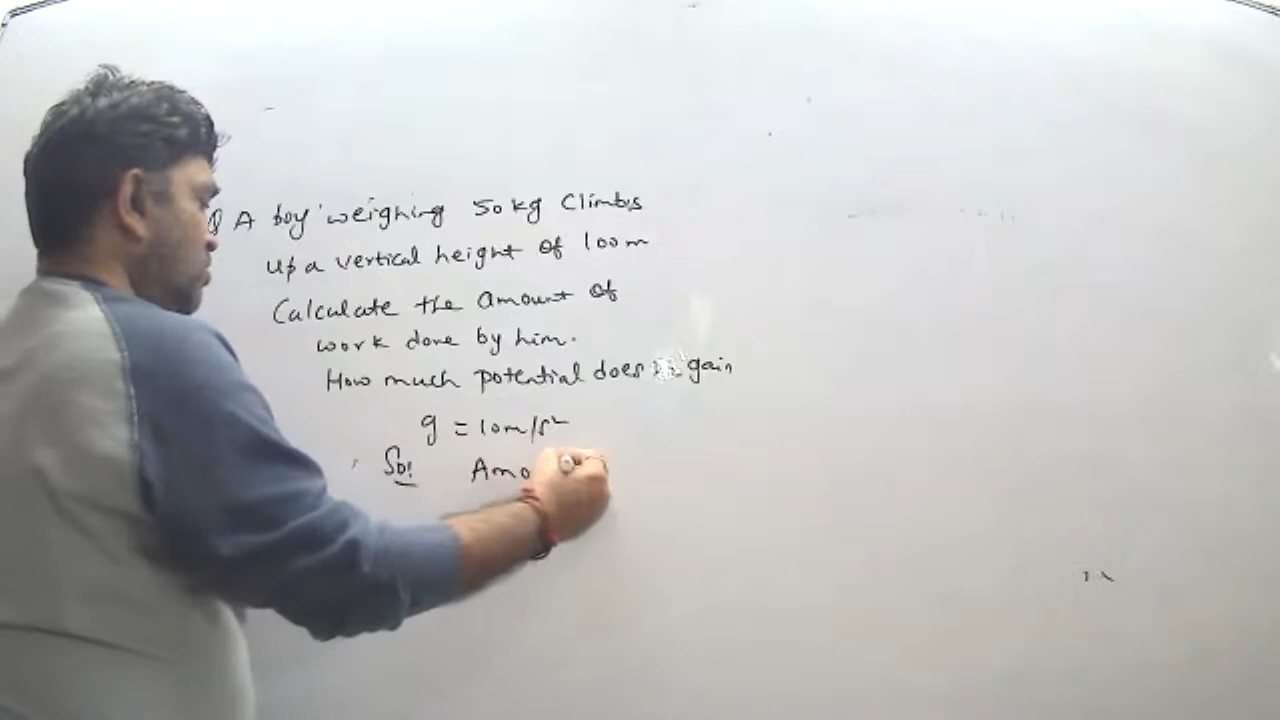 Q A boy weighing 50kg Climbs
up a vertical height of 100m
Calculate the amount of
work done by him.
How much potential does gain
g = 10m/s²
Sol Amo